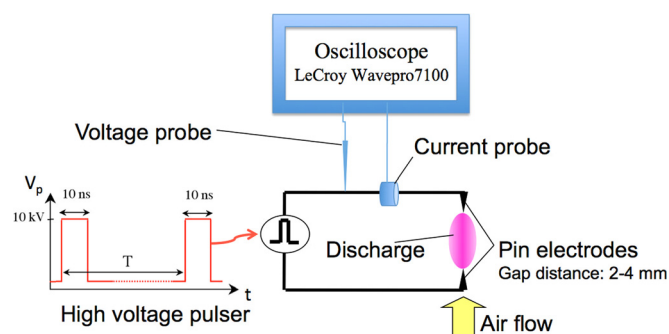 Oscilloscope
LeCroy Wavepro7100
Voltage probe
Current probe
Vp
10 ns
10 ns
10 kV
T
t
High voltage pulser
Discharge
Pin electrodes
Gap distance: 2-4 mm
Air flow